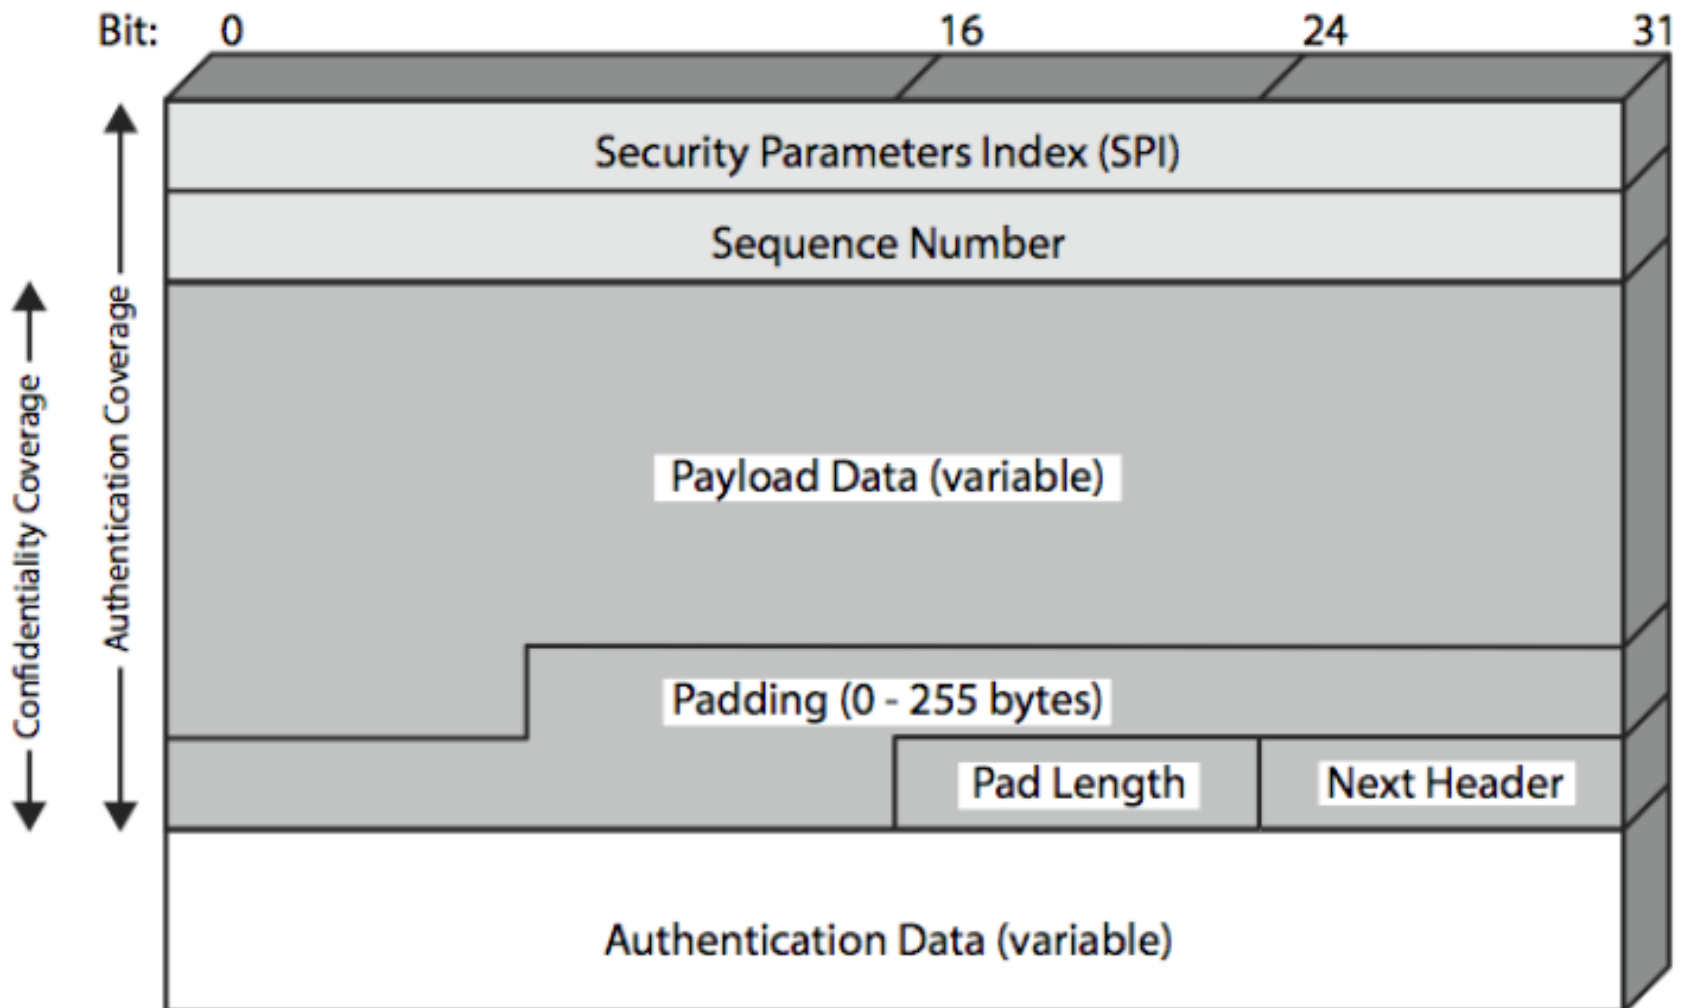 Bit: 0 16 24 31
Security Parameters Index (SPI)
Sequence Number
Confidentiality Coverage
Authentication Coverage
Payload Data (variable)
Padding (0 - 255 bytes)
Pad Length Next Header
Authentication Data (variable)